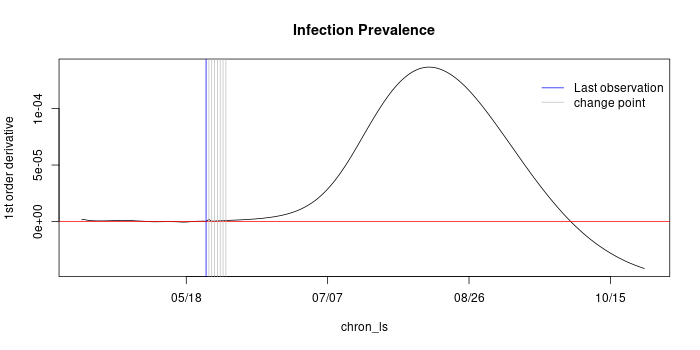 Infection Prevalence
1st order derivative
1e-04
5e-05
0e+00
Last observation
change point
05/18
07/07
08/26
10/15
chron_ls